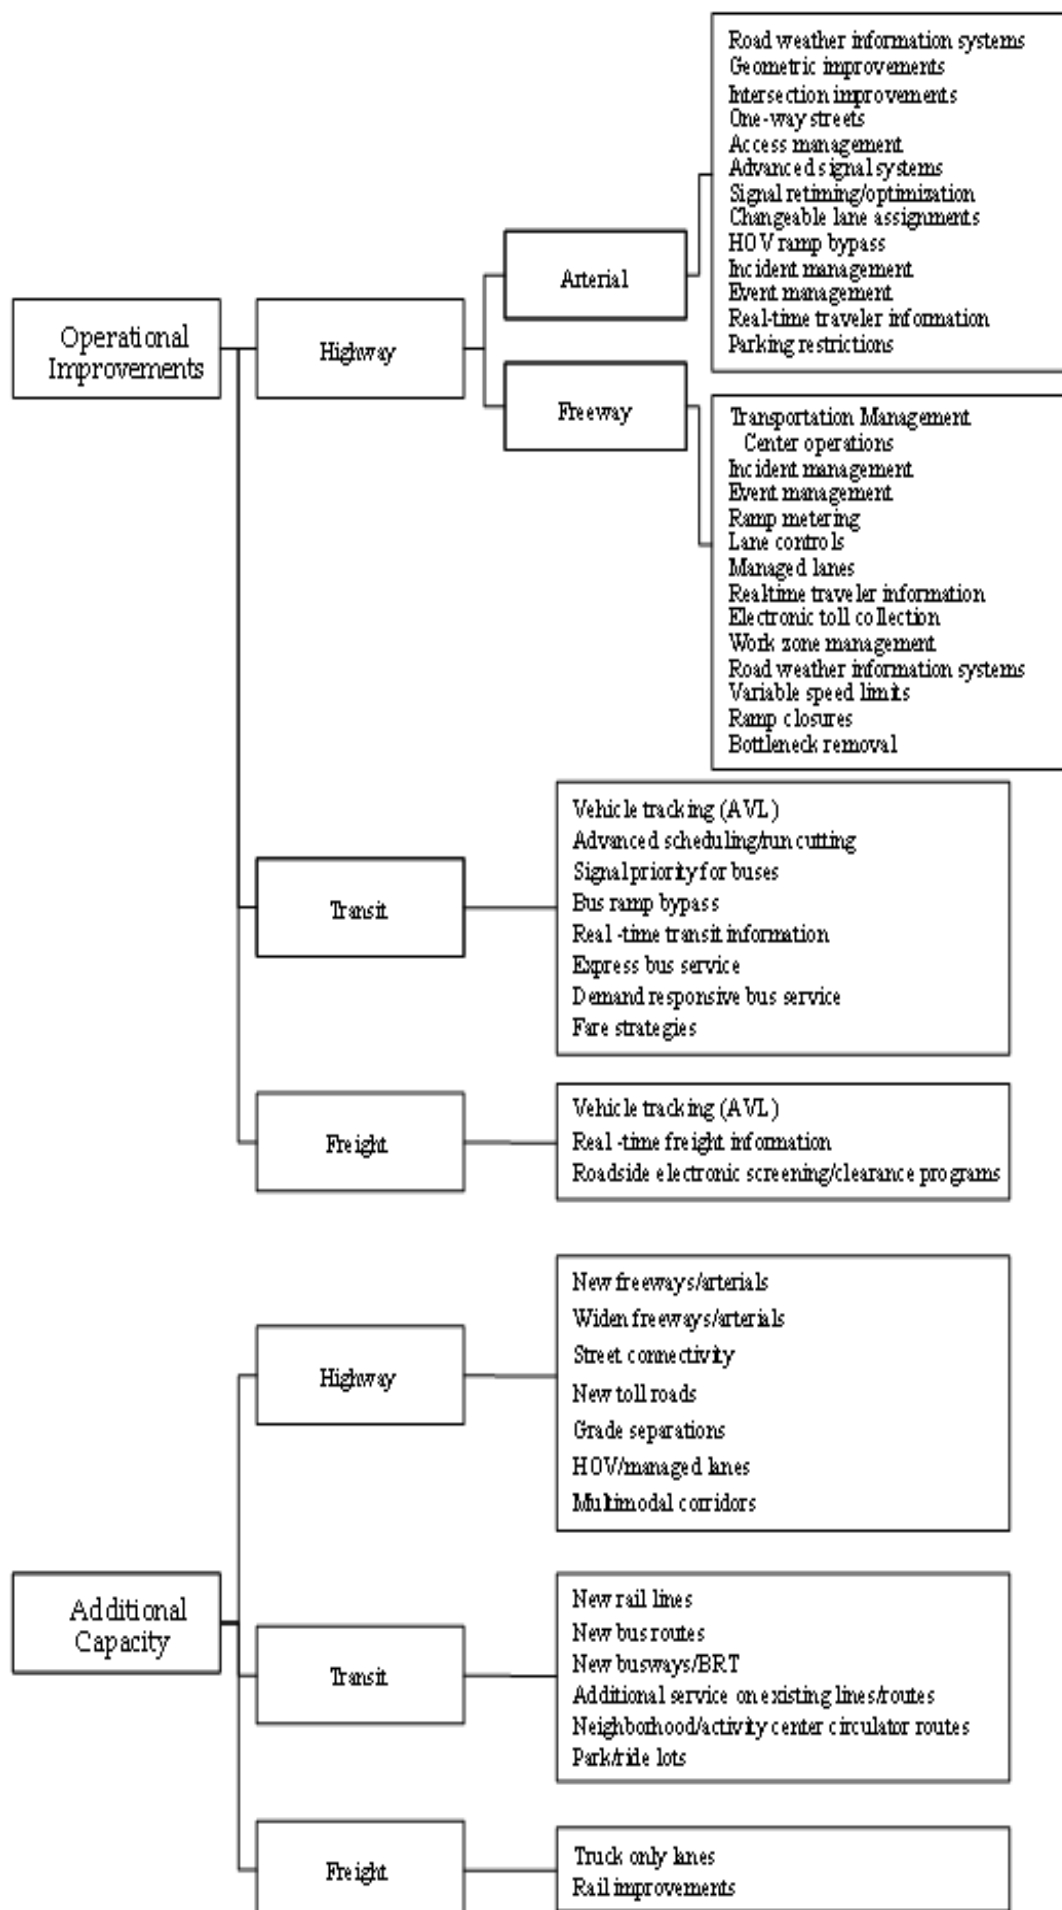 Operational
Improvements
Highway
Arterial
Road weather information systems
Geometric improvements
Intersection improvements
One-way streets
Access management
Advanced signal systems
Signal retiming/optimization
Changeable lane assignments
HOV ramp bypass
Incident management
Event management
Real-time traveler information
Parking restrictions
Freeway
Transportation Management
Center operations
Incident management
Event management
Ramp metering
Lane controls
Managed lanes
Realtime traveler information
Electronic toll collection
Work zone management
Road weather information systems
Variable speed limits
Ramp closures
Bottleneck removal
Transit
Vehicle tracking (AVL)
Advanced scheduling/run cutting
Signal priority for buses
Bus ramp bypass
Real -time transit information
Express bus service
Demand responsive bus service
Fare strategies
Freight
Vehicle tracking (AVL)
Real -time freight information
Roadside electronic screening/clearance programs
Additional
Capacity
Highway
New freeways/arterials
Widen freeways/arterials
Street connectivity
New toll roads
Grade separations
HOV/managed lanes
Multimodal corridors
Transit
New rail lines
New bus routes
New busways/BRT
Additional service on existing lines/routes
Neighborhood/activity center circulator routes
Park/ride lots
Freight
Truck only lanes
Rail improvements